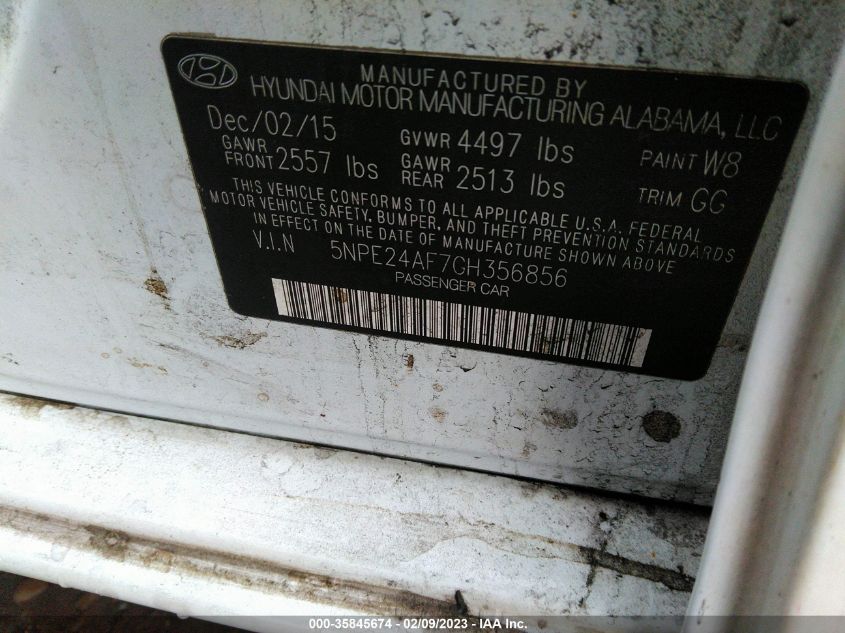 MANUFACTURED BY
HYUNDAI MOTOR MANUFACTURING ALABAMA, LLC
Dec/02/15 GVWR 4497 lbs PAINT W8
GAWR FRONT 2557 lbs GAWR REAR 2513 lbs TRIM GG
THIS VEHICLE CONFORMS TO ALL APPLICABLE U.S.A. FEDERAL
MOTOR VEHICLE SAFETY, BUMPER, AND THEFT PREVENTION STANDARDS
IN EFFECT ON THE DATE OF MANUFACTURE SHOWN ABOVE
V.I.N 5NPE24AF7GH356856
PASSENGER CAR
000-35845674 - 02/09/2023 - IAA Inc.